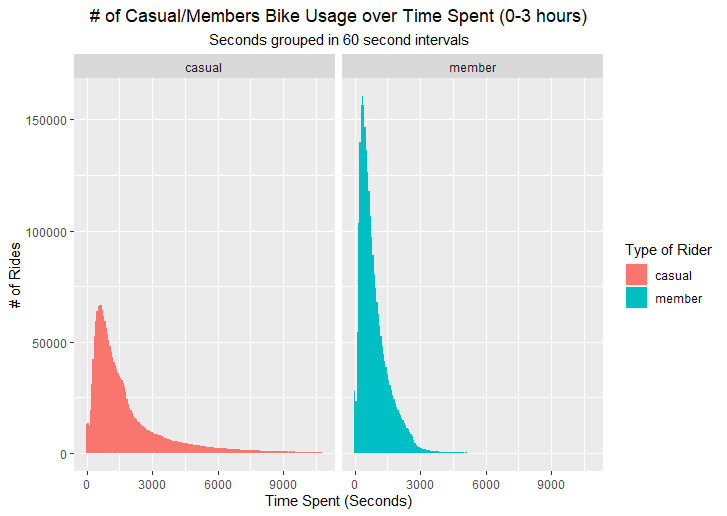 # of Casual/Members Bike Usage over Time Spent (0-3 hours)
Seconds grouped in 60 second intervals
casual
member
# of Rides
150000
100000
50000
0
0 3000 6000 9000
0 3000 6000 9000
Time Spent (Seconds)
Type of Rider
casual
member